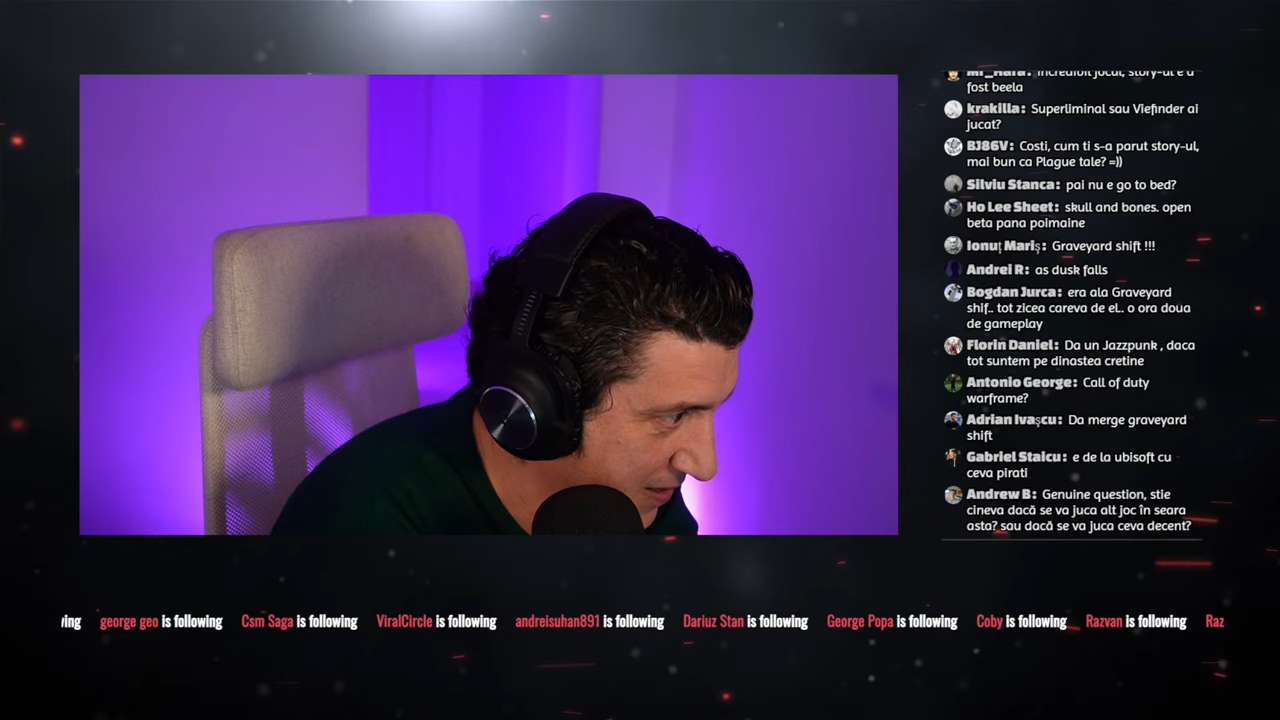 Mr_Hara: incredibil jocul, story-ul e a
fost beela
krakilla: Superliminal sau Viefinder ai
jucat?
BJ86V: Costi, cum ti s-a parut story-ul,
mai bun ca Plague tale? =))
Silviu Stanca: pai nu e go to bed?
Ho Lee Sheet: skull and bones. open
beta pana poimaine
Ionuț Mariș: Graveyard shift !!!
Andrei R: as dusk falls
Bogdan Jurca: era ala Graveyard
shif.. tot zicea careva de el.. o ora doua
de gameplay
Florin Daniel: Da un Jazzpunk , daca
tot suntem pe dinastea cretine
Antonio George: Call of duty
warframe?
Adrian Ivașcu: Da merge graveyard
shift
Gabriel Staicu: e de la ubisoft cu
ceva pirati
Andrew B: Genuine question, stie
cineva dacă se va juca alt joc în seara
asta? sau dacă se va juca ceva decent?
ing george geo is following Csm Saga is following ViralCircle is following andreisuhan891 is following Dariuz Stan is following George Popa is following Coby is following Razvan is following Raz